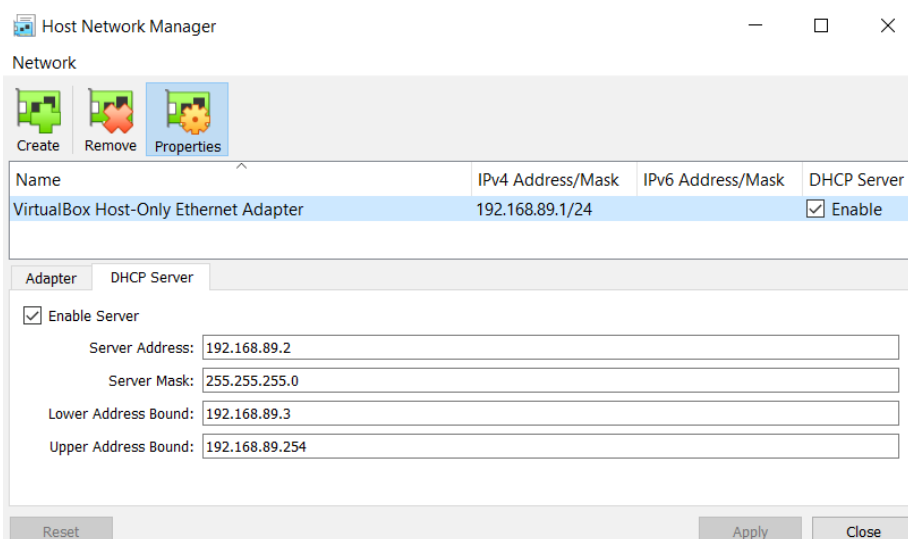 Host Network Manager
Network
Create Remove Properties
Name IPv4 Address/Mask IPv6 Address/Mask DHCP Server
VirtualBox Host-Only Ethernet Adapter 192.168.89.1/24 Enable
Adapter DHCP Server
Enable Server
Server Address: 192.168.89.2
Server Mask: 255.255.255.0
Lower Address Bound: 192.168.89.3
Upper Address Bound: 192.168.89.254
Reset Apply Close